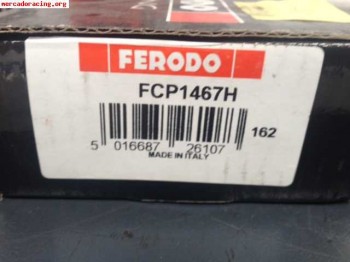 mercadoracing.org
FERODO
FCP1467H
162
5 016687 26107
MADE IN ITALY